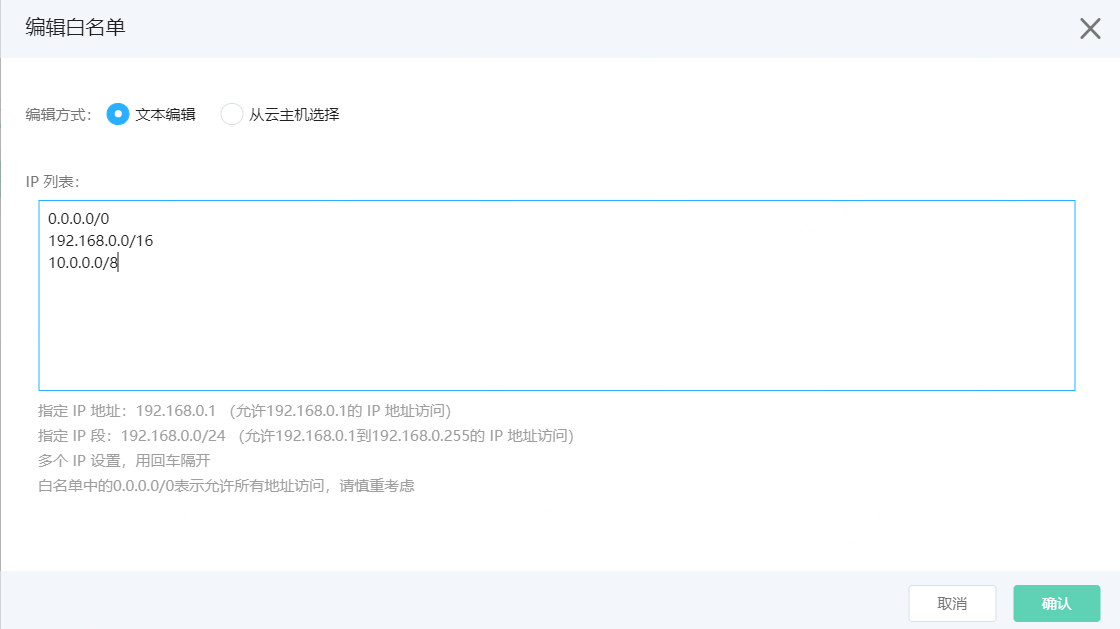 编辑白名单
编辑方式： 文本编辑 从云主机选择
IP 列表：
0.0.0.0/0
192.168.0.0/16
10.0.0.0/8
指定 IP 地址：192.168.0.1 （允许192.168.0.1的 IP 地址访问）
指定 IP 段：192.168.0.0/24 （允许192.168.0.1到192.168.0.255的 IP 地址访问）
多个 IP 设置，用回车隔开
白名单中的0.0.0.0/0表示允许所有地址访问，请慎重考虑
取消 确认